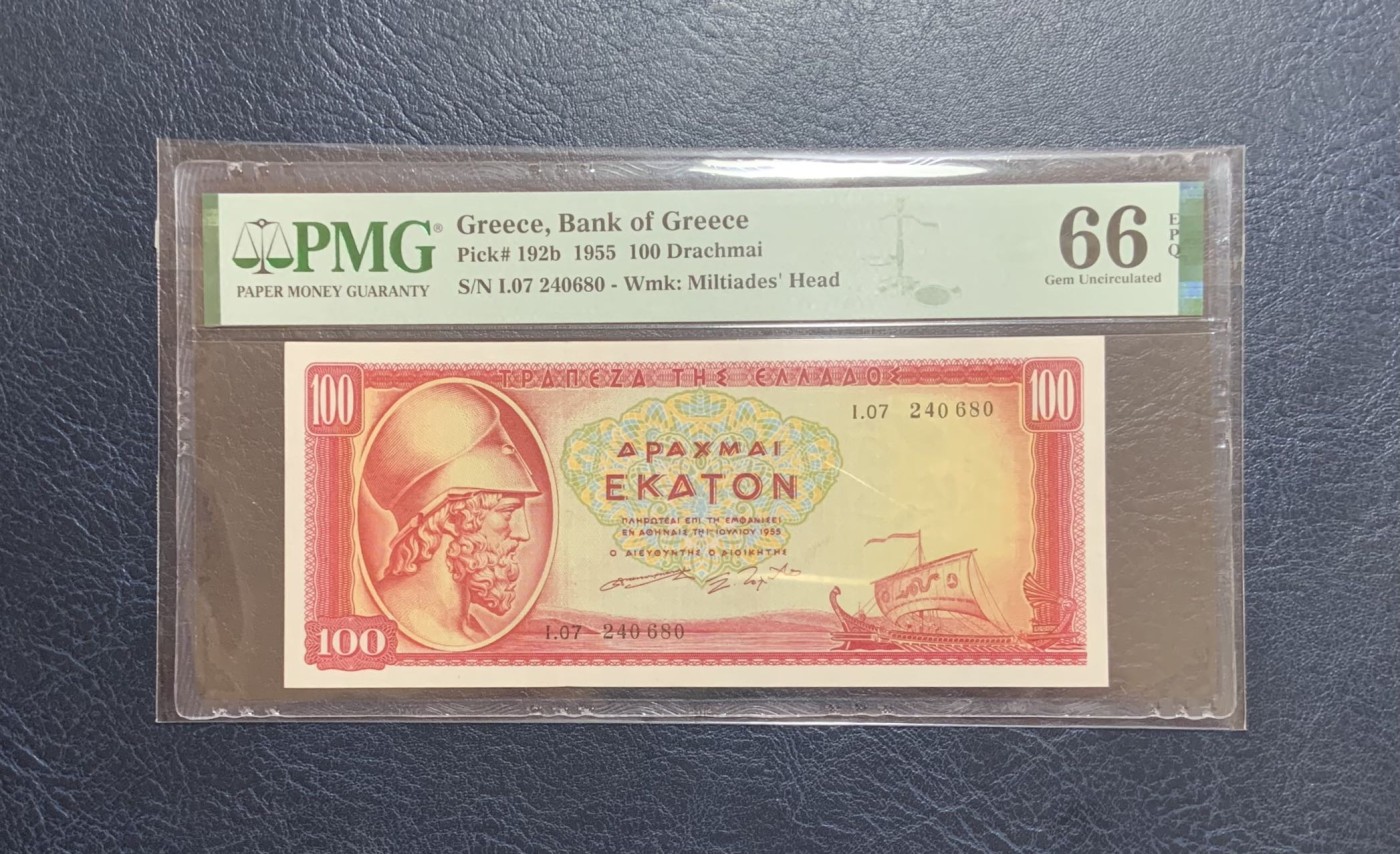 PMG®
PAPER MONEY GUARANTY
Greece, Bank of Greece
Pick# 192b 1955 100 Drachmai
S/N I.07 240680 - Wmk: Miltiades' Head
66
EPQ
Gem Uncirculated
100
ΤΡΑΠΕΖΑ ΤΗΣ ΕΛΛΑΔΟΣ
100
I.07 240 680
ΔΡΑΧΜΑΙ
ΕΚΑΤΟΝ
ΠΛΗΡΩΤΕΑΙ ΕΠΙ ΤΗ ΕΜΦΑΝΙΣΕΙ
ΕΝ ΑΘΗΝΑΙΣ ΤΗ 1 ΙΟΥΛΙΟΥ 1955
Ο ΔΙΕΥΘΥΝΤΗΣ Ο ΔΙΟΙΚΗΤΗΣ
I.07 240 680
100